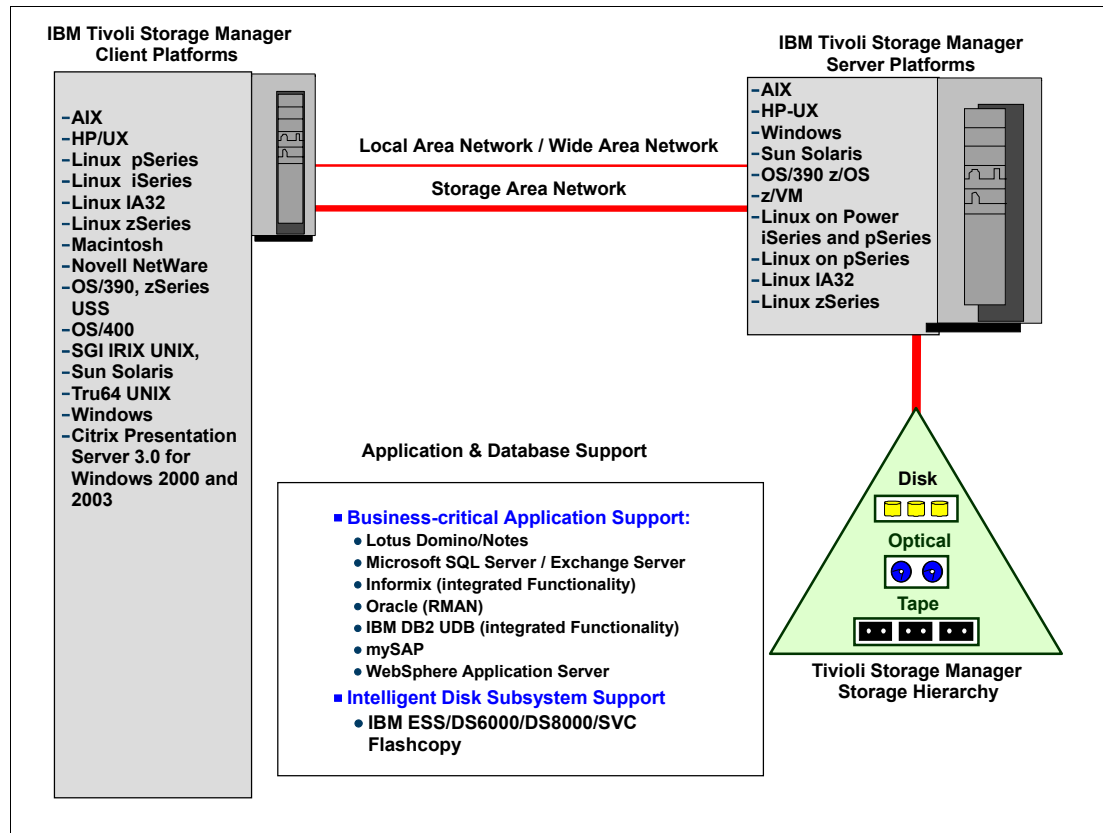 IBM Tivoli Storage Manager
Client Platforms
–AIX
–HP/UX
–Linux pSeries
–Linux iSeries
–Linux IA32
–Linux zSeries
–Macintosh
–Novell NetWare
–OS/390, zSeries
USS
–OS/400
–SGI IRIX UNIX,
–Sun Solaris
–Tru64 UNIX
–Windows
–Citrix Presentation
Server 3.0 for
Windows 2000 and
2003
Local Area Network / Wide Area Network
Storage Area Network
IBM Tivoli Storage Manager
Server Platforms
–AIX
–HP-UX
–Windows
–Sun Solaris
–OS/390 z/OS
–z/VM
–Linux on Power
iSeries and pSeries
–Linux on pSeries
–Linux IA32
–Linux zSeries
Application & Database Support
■ Business-critical Application Support:
● Lotus Domino/Notes
● Microsoft SQL Server / Exchange Server
● Informix (integrated Functionality)
● Oracle (RMAN)
● IBM DB2 UDB (integrated Functionality)
● mySAP
● WebSphere Application Server
■ Intelligent Disk Subsystem Support
● IBM ESS/DS6000/DS8000/SVC
Flashcopy
Disk
Optical
Tape
Tivioli Storage Manager
Storage Hierarchy